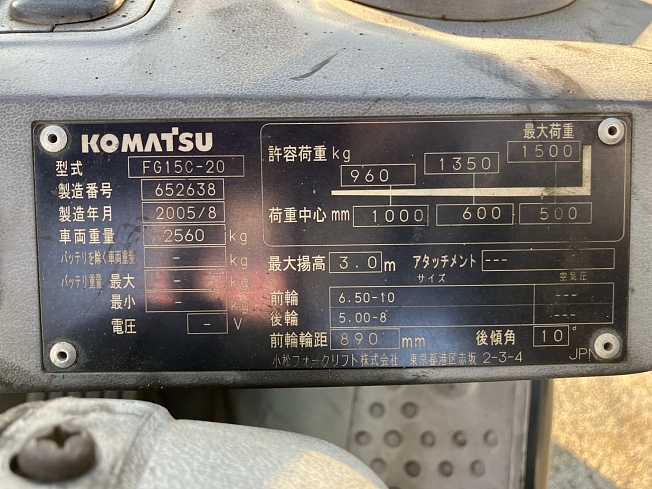 KOMATSU
型式 FG15C-20
製造番号 652638
製造年月 2005/8
車両重量 2560 kg
バッテリを除く車両重量 - kg
バッテリ重量 最大 - kg
最小 - kg
電圧 - V
最大荷重
許容荷重 kg 960 1350 1500
荷重中心 mm 1000 600 500
最大揚高 3.0 m アタッチメント ---
サイズ 空気圧
前輪 6.50-10 ---
後輪 5.00-8 ---
前輪輪距 890 mm 後傾角 10°
小松フォークリフト株式会社 東京都港区赤坂 2-3-4 JPN